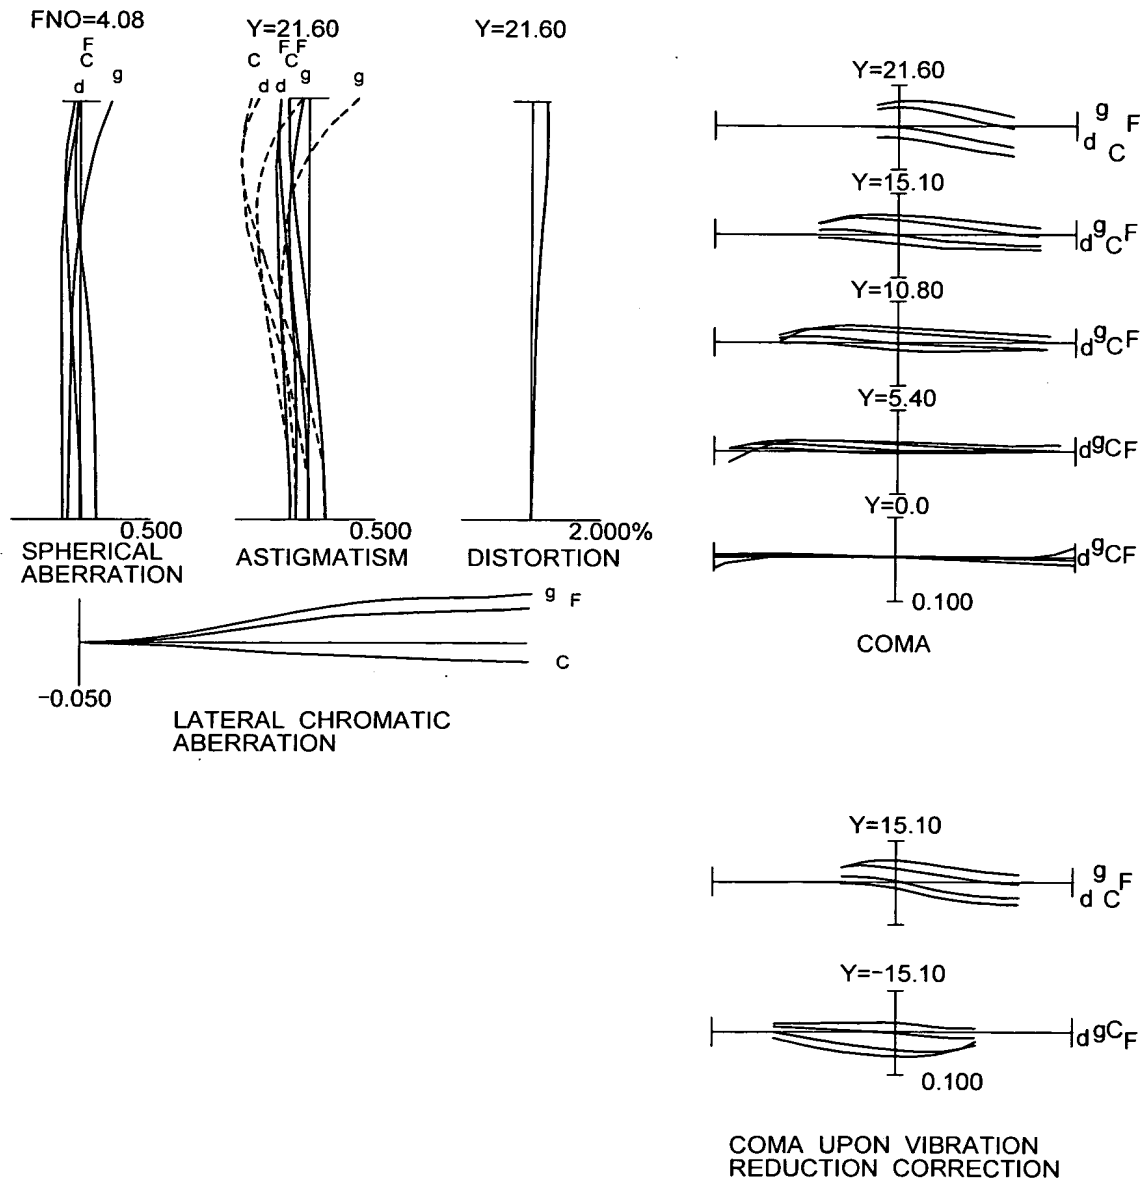 FNO=4.08
F
C
d
g
Y=21.60
F F
C C
d d g
g
Y=21.60
0.500
SPHERICAL
ABERRATION
0.500
ASTIGMATISM
2.000%
DISTORTION
g
F
C
-0.050
LATERAL CHROMATIC
ABERRATION
Y=21.60
g F
d C
Y=15.10
d g C F
Y=10.80
d g C F
Y=5.40
d g C F
Y=0.0
d g C F
0.100
COMA
Y=15.10
g F
d C
Y=-15.10
d g C F
0.100
COMA UPON VIBRATION
REDUCTION CORRECTION